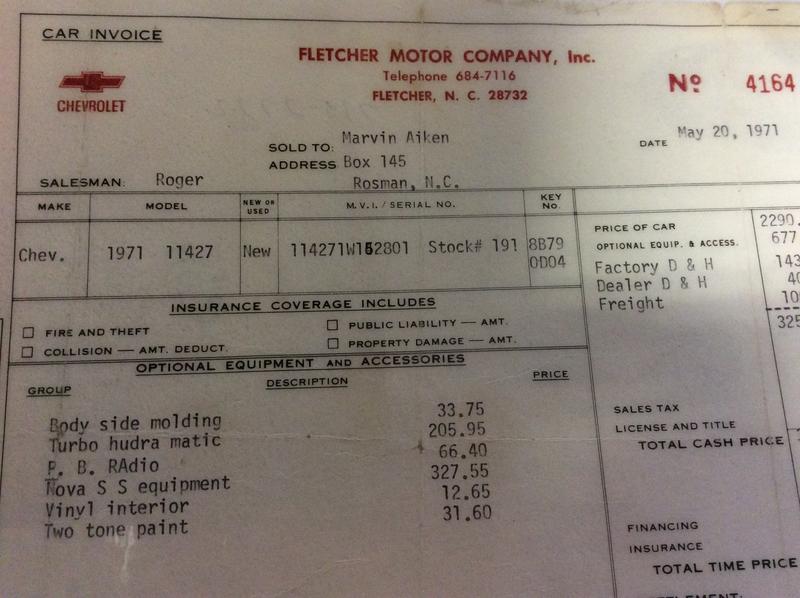 CAR INVOICE
CHEVROLET
FLETCHER MOTOR COMPANY, Inc.
Telephone 684-7116
FLETCHER, N. C. 28732
Nº 4164
SOLD TO: Marvin Aiken
ADDRESS Box 145
Rosman, N.C.
DATE May 20, 1971
SALESMAN: Roger
MAKE MODEL NEW OR USED M.V.I. / SERIAL NO. KEY No.
Chev. 1971 11427 New 114271W152801 Stock# 191 8B79
0D04
PRICE OF CAR 2290.
OPTIONAL EQUIP. & ACCESS. 677
Factory D & H 143
Dealer D & H 40
Freight 10
325
INSURANCE COVERAGE INCLUDES
FIRE AND THEFT PUBLIC LIABILITY — AMT.
COLLISION — AMT. DEDUCT. PROPERTY DAMAGE — AMT.
OPTIONAL EQUIPMENT AND ACCESSORIES
GROUP DESCRIPTION PRICE
Body side molding 33.75
Turbo hudra matic 205.95
P. B. RAdio 66.40
Nova S S equipment 327.55
Vinyl interior 12.65
Two tone paint 31.60
SALES TAX
LICENSE AND TITLE
TOTAL CASH PRICE
FINANCING
INSURANCE
TOTAL TIME PRICE